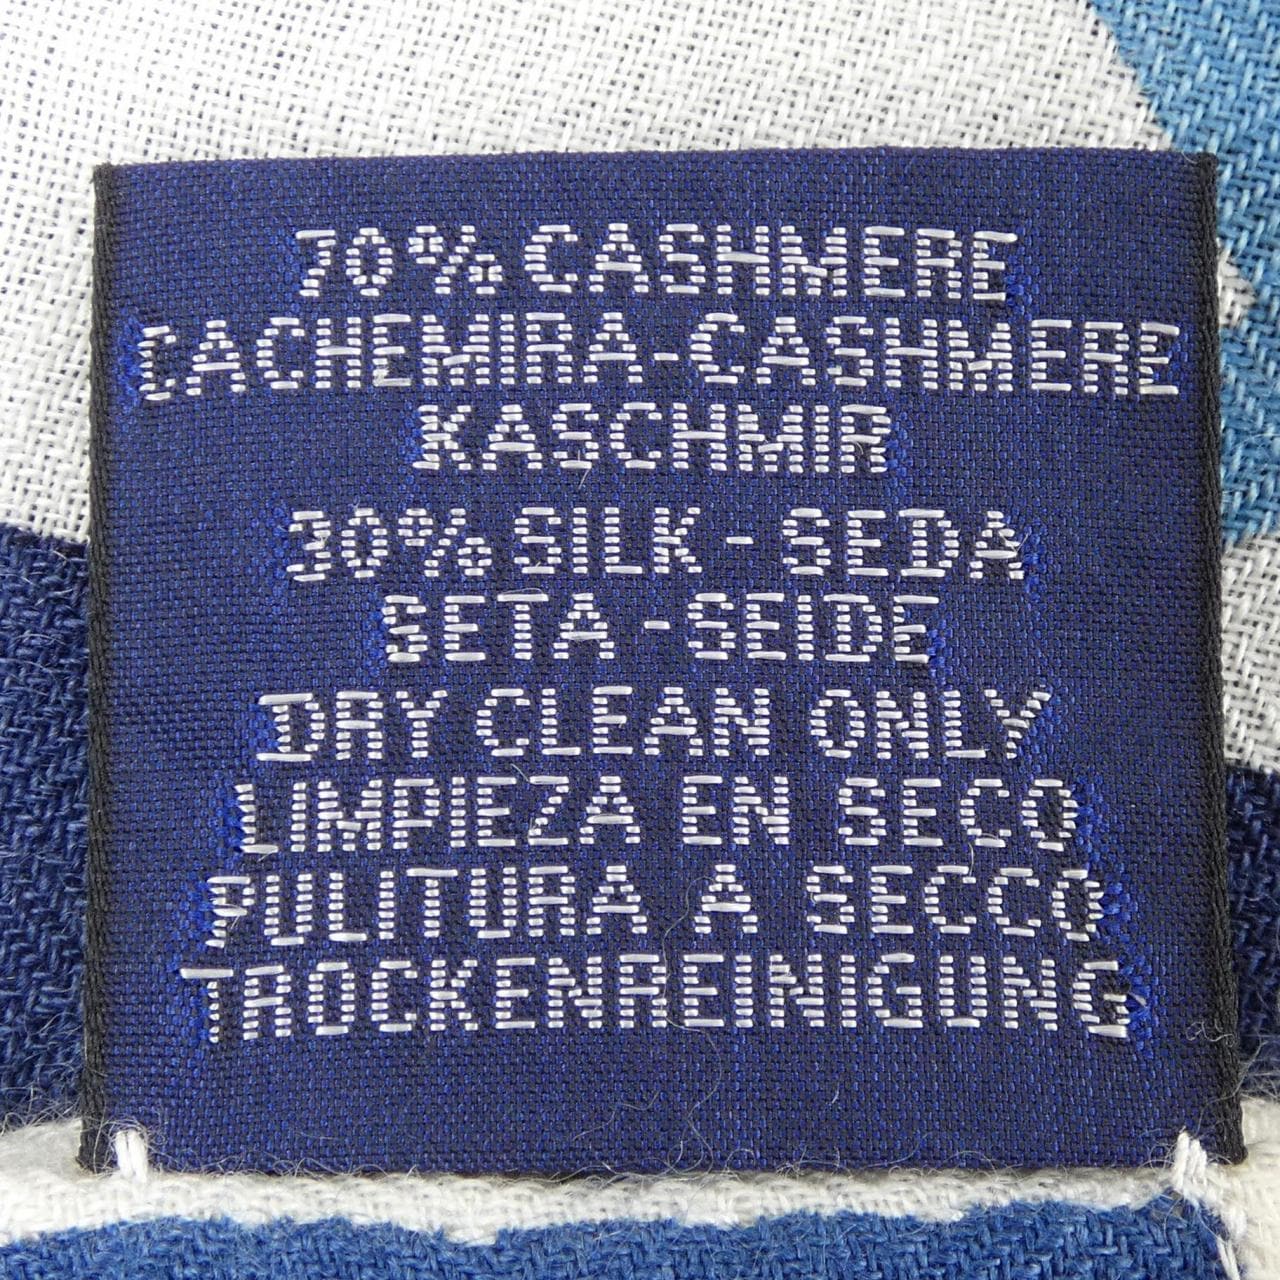 70% CASHMERE
CACHEMIRA-CASHMERE
KASCHMIR
30% SILK - SEDA
SETA - SEIDE
DRY CLEAN ONLY
LIMPIEZA EN SECO
PULITURA A SECCO
TROCKENREINIGUNG